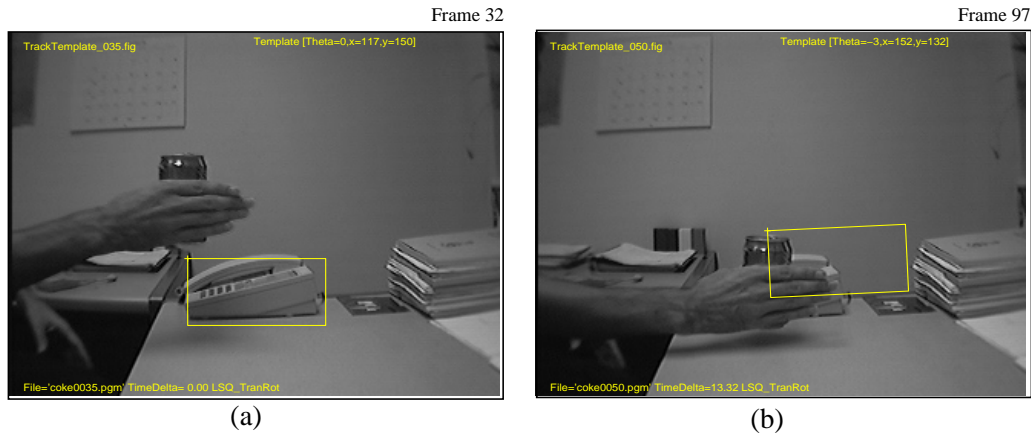 Frame 32
TrackTemplate_035.fig
Template [Theta=0,x=117,y=150]
File='coke0035.pgm' TimeDelta= 0.00 LSQ_TranRot
(a)
Frame 97
TrackTemplate_050.fig
Template [Theta=−3,x=152,y=132]
File='coke0050.pgm' TimeDelta=13.32 LSQ_TranRot
(b)